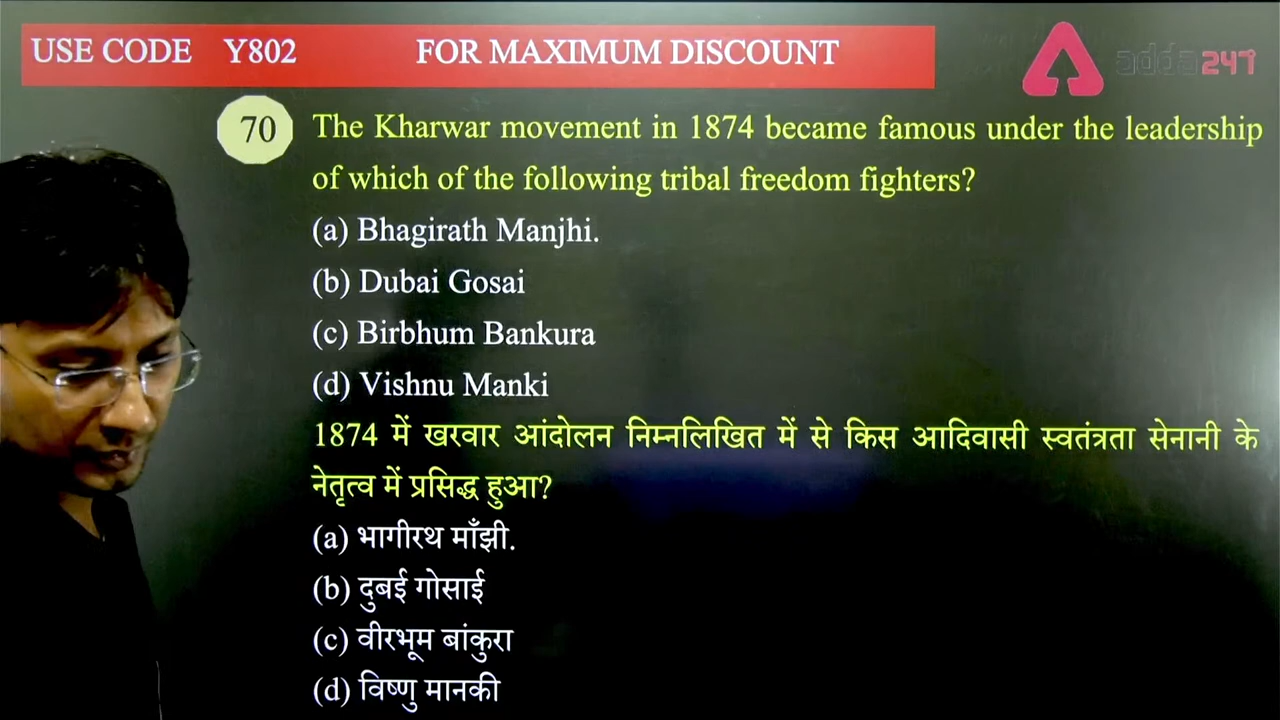 USE CODE Y802 FOR MAXIMUM DISCOUNT
adda247
70 The Kharwar movement in 1874 became famous under the leadership
of which of the following tribal freedom fighters?
(a) Bhagirath Manjhi.
(b) Dubai Gosai
(c) Birbhum Bankura
(d) Vishnu Manki
1874 में खरवार आंदोलन निम्नलिखित में से किस आदिवासी स्वतंत्रता सेनानी के
नेतृत्व में प्रसिद्ध हुआ?
(a) भागीरथ माँझी.
(b) दुबई गोसाई
(c) वीरभूम बांकुरा
(d) विष्णु मानकी